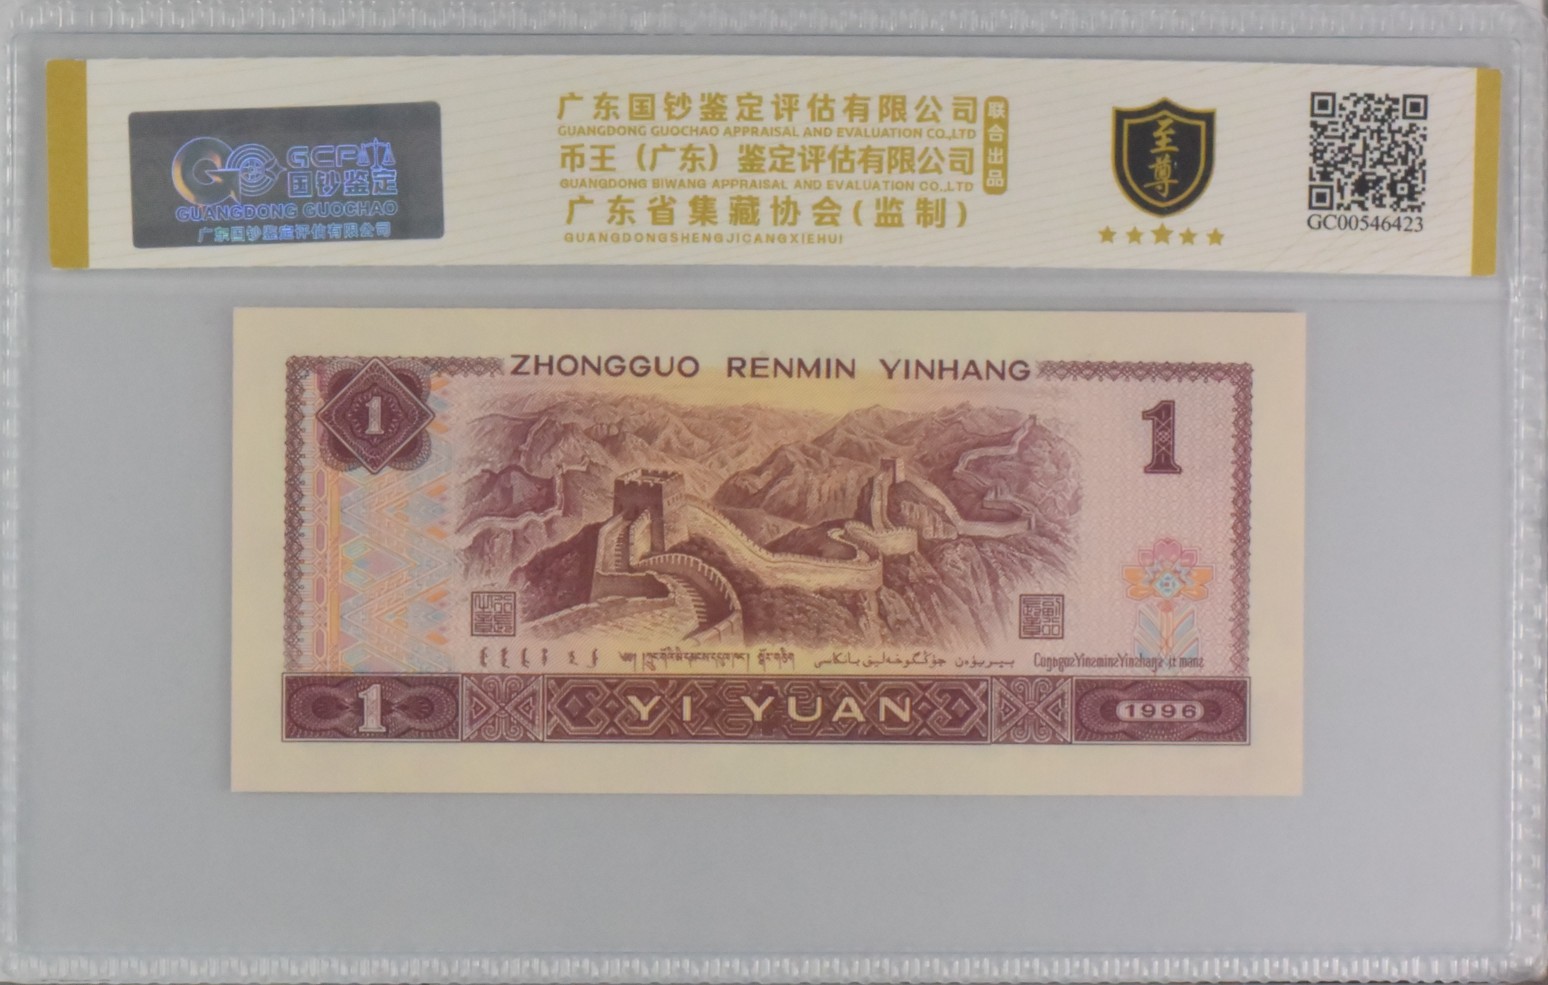 GCPA
国钞鉴定
GUANGDONG GUOCHAO
广东国钞鉴定评估有限公司
广东国钞鉴定评估有限公司
GUANGDONG GUOCHAO APPRAISAL AND EVALUATION CO.,LTD
币王（广东）鉴定评估有限公司
GUANGDONG BIWANG APPRAISAL AND EVALUATION CO.,LTD
广东省集藏协会(监制)
GUANGDONGSHENGJICANGXIEHUI
联合出品
至尊
GC00546423
ZHONGGUO RENMIN YINHANG
1
1
1
YI YUAN
1996